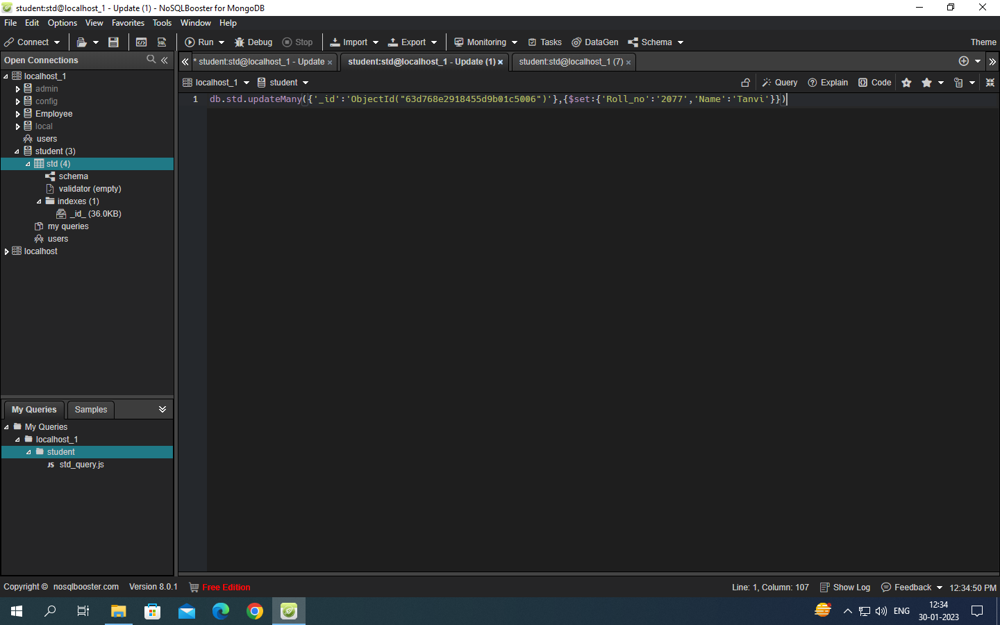 student:std@localhost_1 - Update (1) - NoSQLBooster for MongoDB
File Edit Options View Favorites Tools Window Help
Connect SQL Run Debug Stop Import Export Monitoring Tasks DataGen Schema Theme
Open Connections
* student:std@localhost_1 - Update × student:std@localhost_1 - Update (1) × student:std@localhost_1 (7) ×
localhost_1 student Query Explain Code
1 db.std.updateMany({'_id':'ObjectId("63d768e2918455d9b01c5006")'},{$set:{'Roll_no':'2077','Name':'Tanvi'}})
localhost_1
admin
config
Employee
local
users
student (3)
std (4)
schema
validator (empty)
indexes (1)
_id_ (36.0KB)
my queries
users
localhost
My Queries Samples
My Queries
localhost_1
student
JS std_query.js
Copyright © nosqlbooster.com Version 8.0.1 Free Edition Line: 1, Column: 107 Show Log Feedback 12:34:50 PM
ENG 12:34
30-01-2023